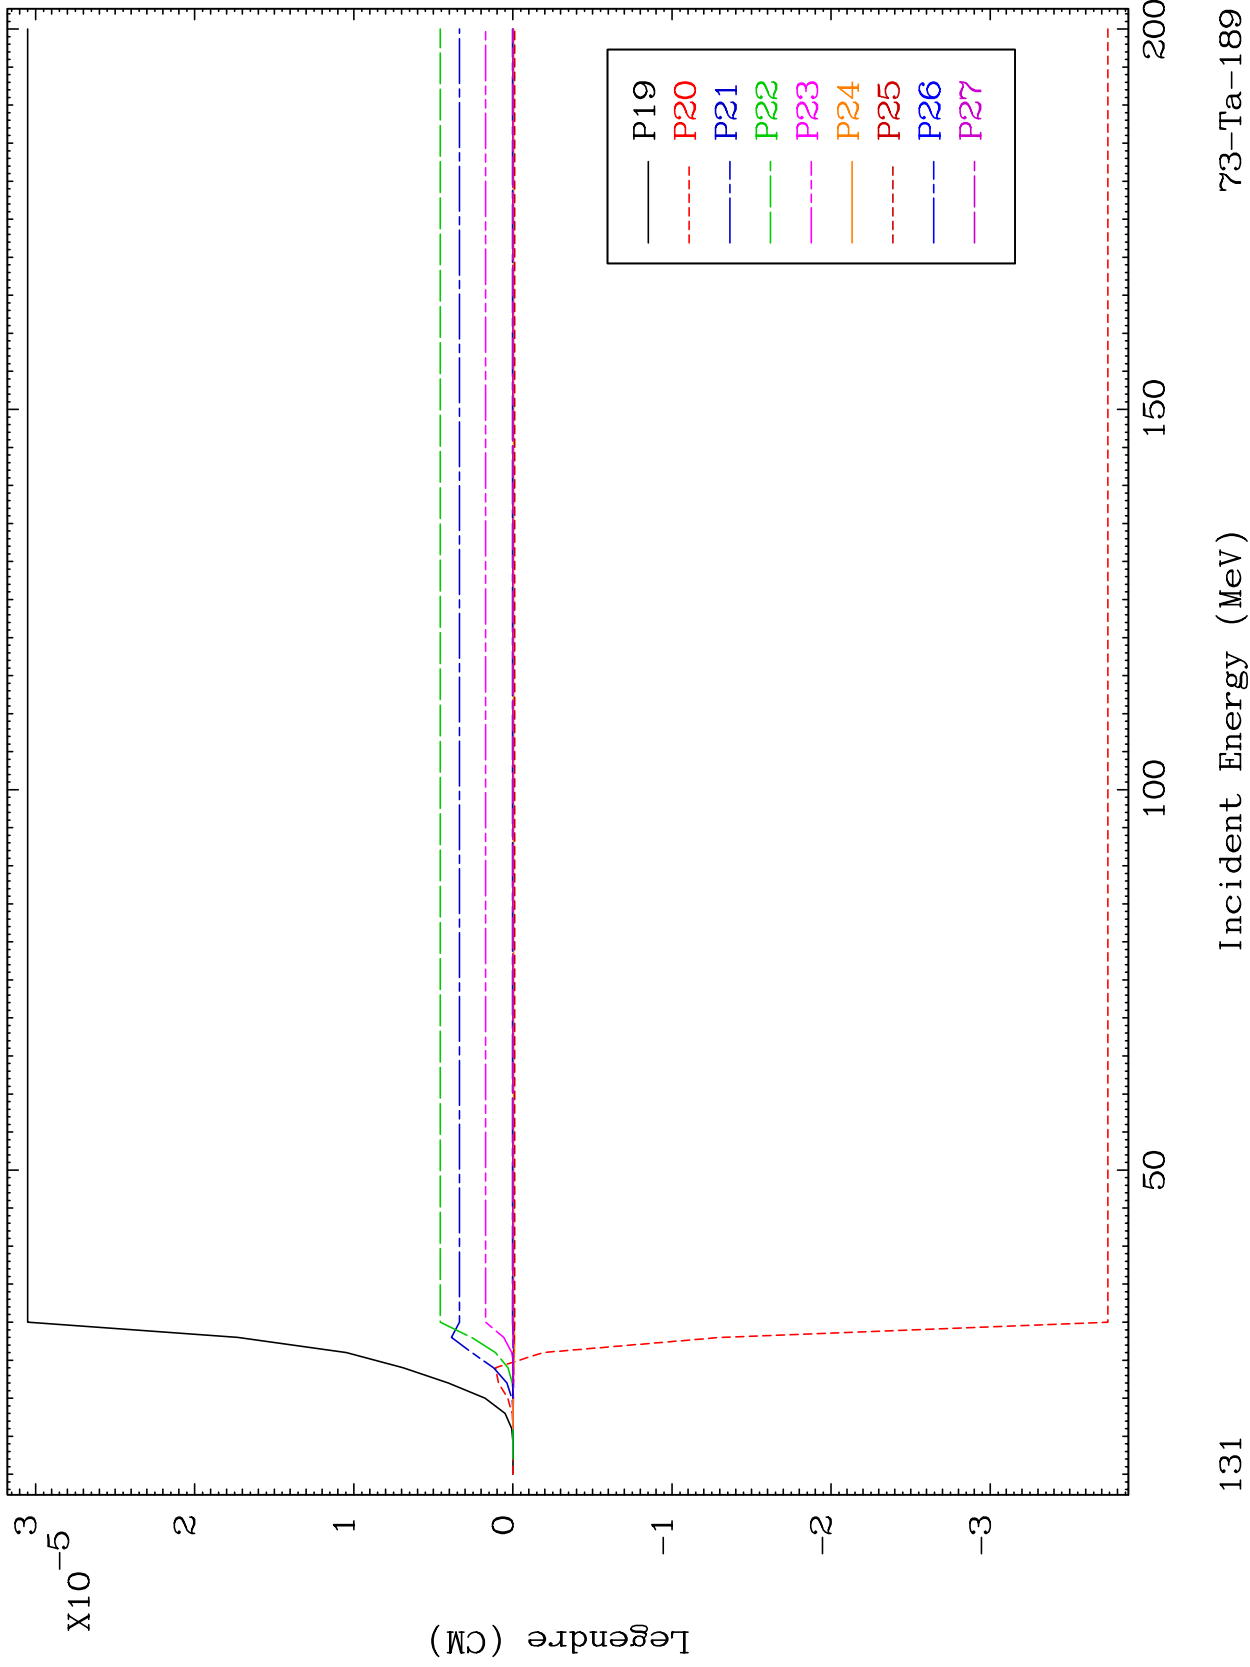 Legendre (CM)
X10 -5
3
2
1
0
-1
-2
-3
50
100
150
200
P19
P20
P21
P22
P23
P24
P25
P26
P27
Incident Energy (MeV)
131
73-Ta-189